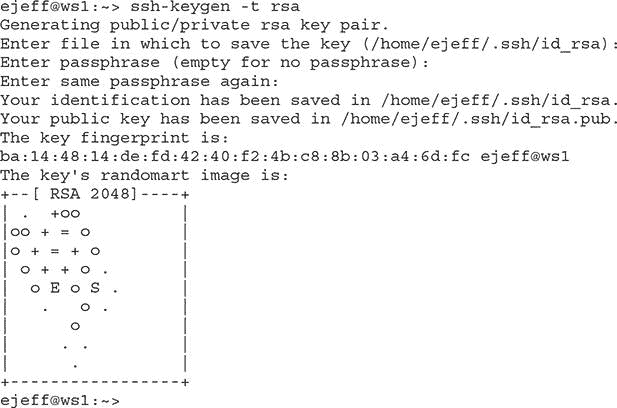 ejeff@ws1:~> ssh-keygen -t rsa
Generating public/private rsa key pair.
Enter file in which to save the key (/home/ejeff/.ssh/id_rsa):
Enter passphrase (empty for no passphrase):
Enter same passphrase again:
Your identification has been saved in /home/ejeff/.ssh/id_rsa.
Your public key has been saved in /home/ejeff/.ssh/id_rsa.pub.
The key fingerprint is:
ba:14:48:14:de:fd:42:40:f2:4b:c8:8b:03:a4:6d:fc ejeff@ws1
The key's randomart image is:
+--[ RSA 2048]----+
| .  +oo          |
|oo + = o         |
|o + = + o        |
| o + + o .       |
|  o E o S .      |
|   .   o .       |
|      o          |
|     . .         |
|      .          |
+-----------------+
ejeff@ws1:~>